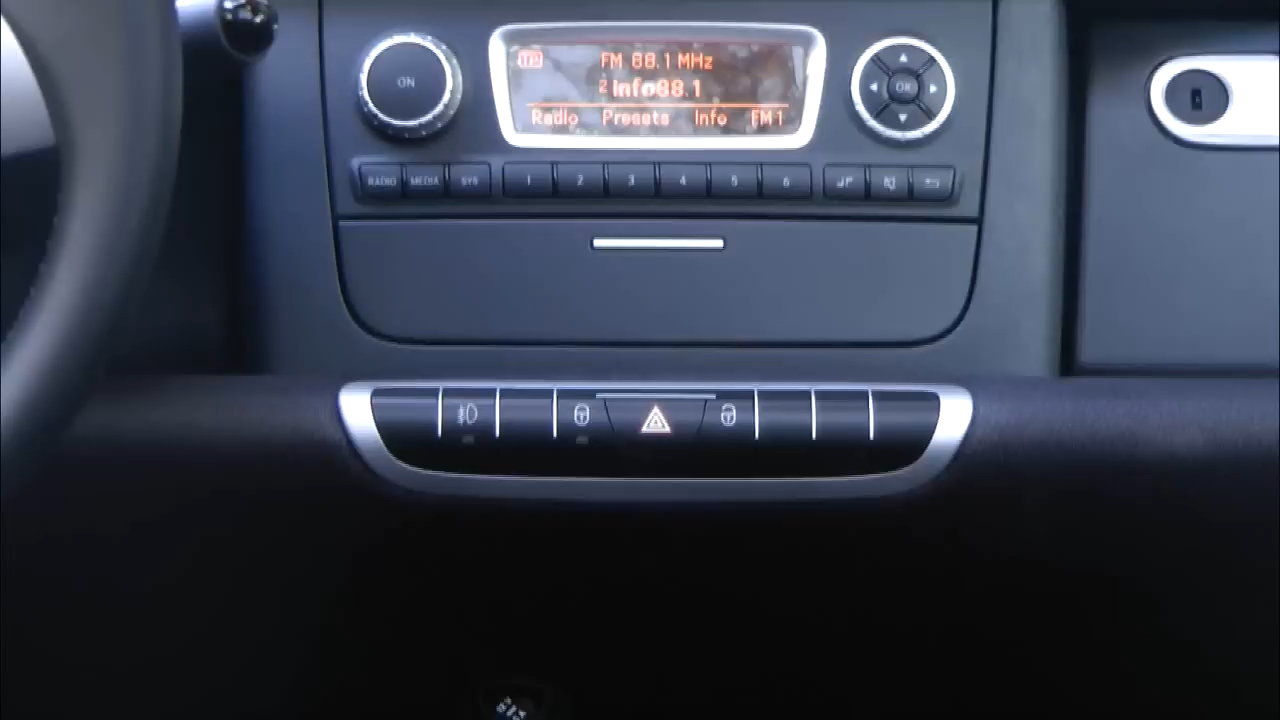 ON
TP
FM 88.1 MHz
2 Info88.1
Radio Presets Info FM1
OK
RADIO MEDIA SYS 1 2 3 4 5 6